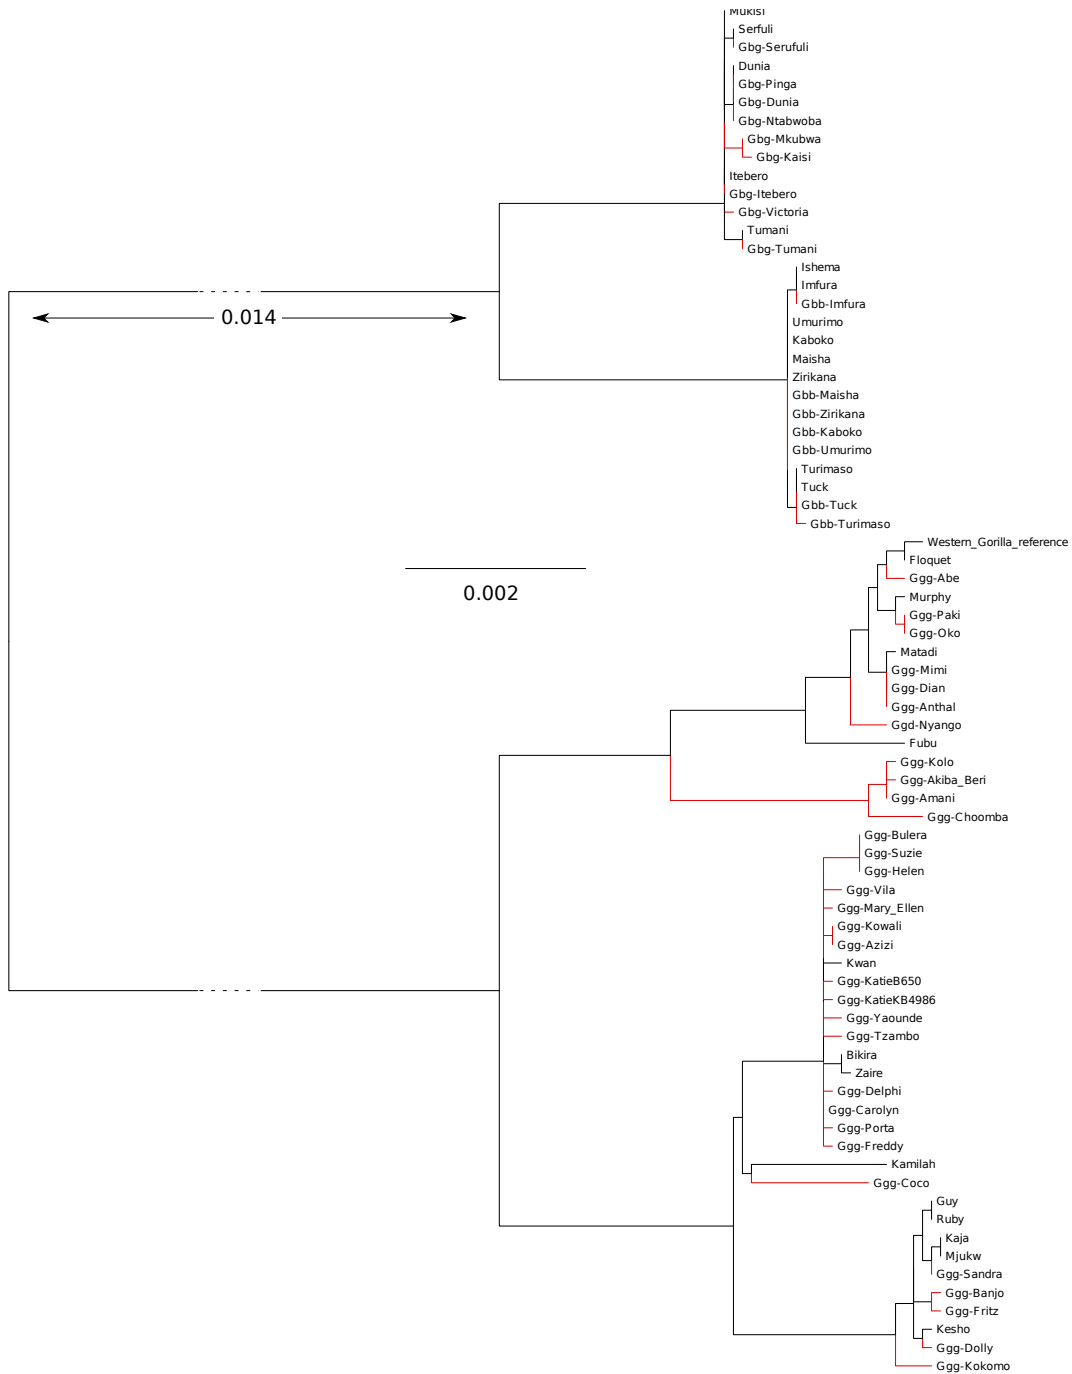 Mukisi
Serfuli
Gbg-Serufuli
Dunia
Gbg-Pinga
Gbg-Dunia
Gbg-Ntabwoba
Gbg-Mkubwa
Gbg-Kaisi
Itebero
Gbg-Itebero
Gbg-Victoria
Tumani
Gbg-Tumani
Ishema
Imfura
Gbb-Imfura
0.014
Umurimo
Kaboko
Maisha
Zirikana
Gbb-Maisha
Gbb-Zirikana
Gbb-Kaboko
Gbb-Umurimo
Turimaso
Tuck
Gbb-Tuck
Gbb-Turimaso
Western_Gorilla_reference
Floquet
Ggg-Abe
0.002
Murphy
Ggg-Paki
Ggg-Oko
Matadi
Ggg-Mimi
Ggg-Dian
Ggg-Anthal
Ggd-Nyango
Fubu
Ggg-Kolo
Ggg-Akiba_Beri
Ggg-Amani
Ggg-Choomba
Ggg-Bulera
Ggg-Suzie
Ggg-Helen
Ggg-Vila
Ggg-Mary_Ellen
Ggg-Kowali
Ggg-Azizi
Kwan
Ggg-KatieB650
Ggg-KatieKB4986
Ggg-Yaounde
Ggg-Tzambo
Bikira
Zaire
Ggg-Delphi
Ggg-Carolyn
Ggg-Porta
Ggg-Freddy
Kamilah
Ggg-Coco
Guy
Ruby
Kaja
Mjukw
Ggg-Sandra
Ggg-Banjo
Ggg-Fritz
Kesho
Ggg-Dolly
Ggg-Kokomo